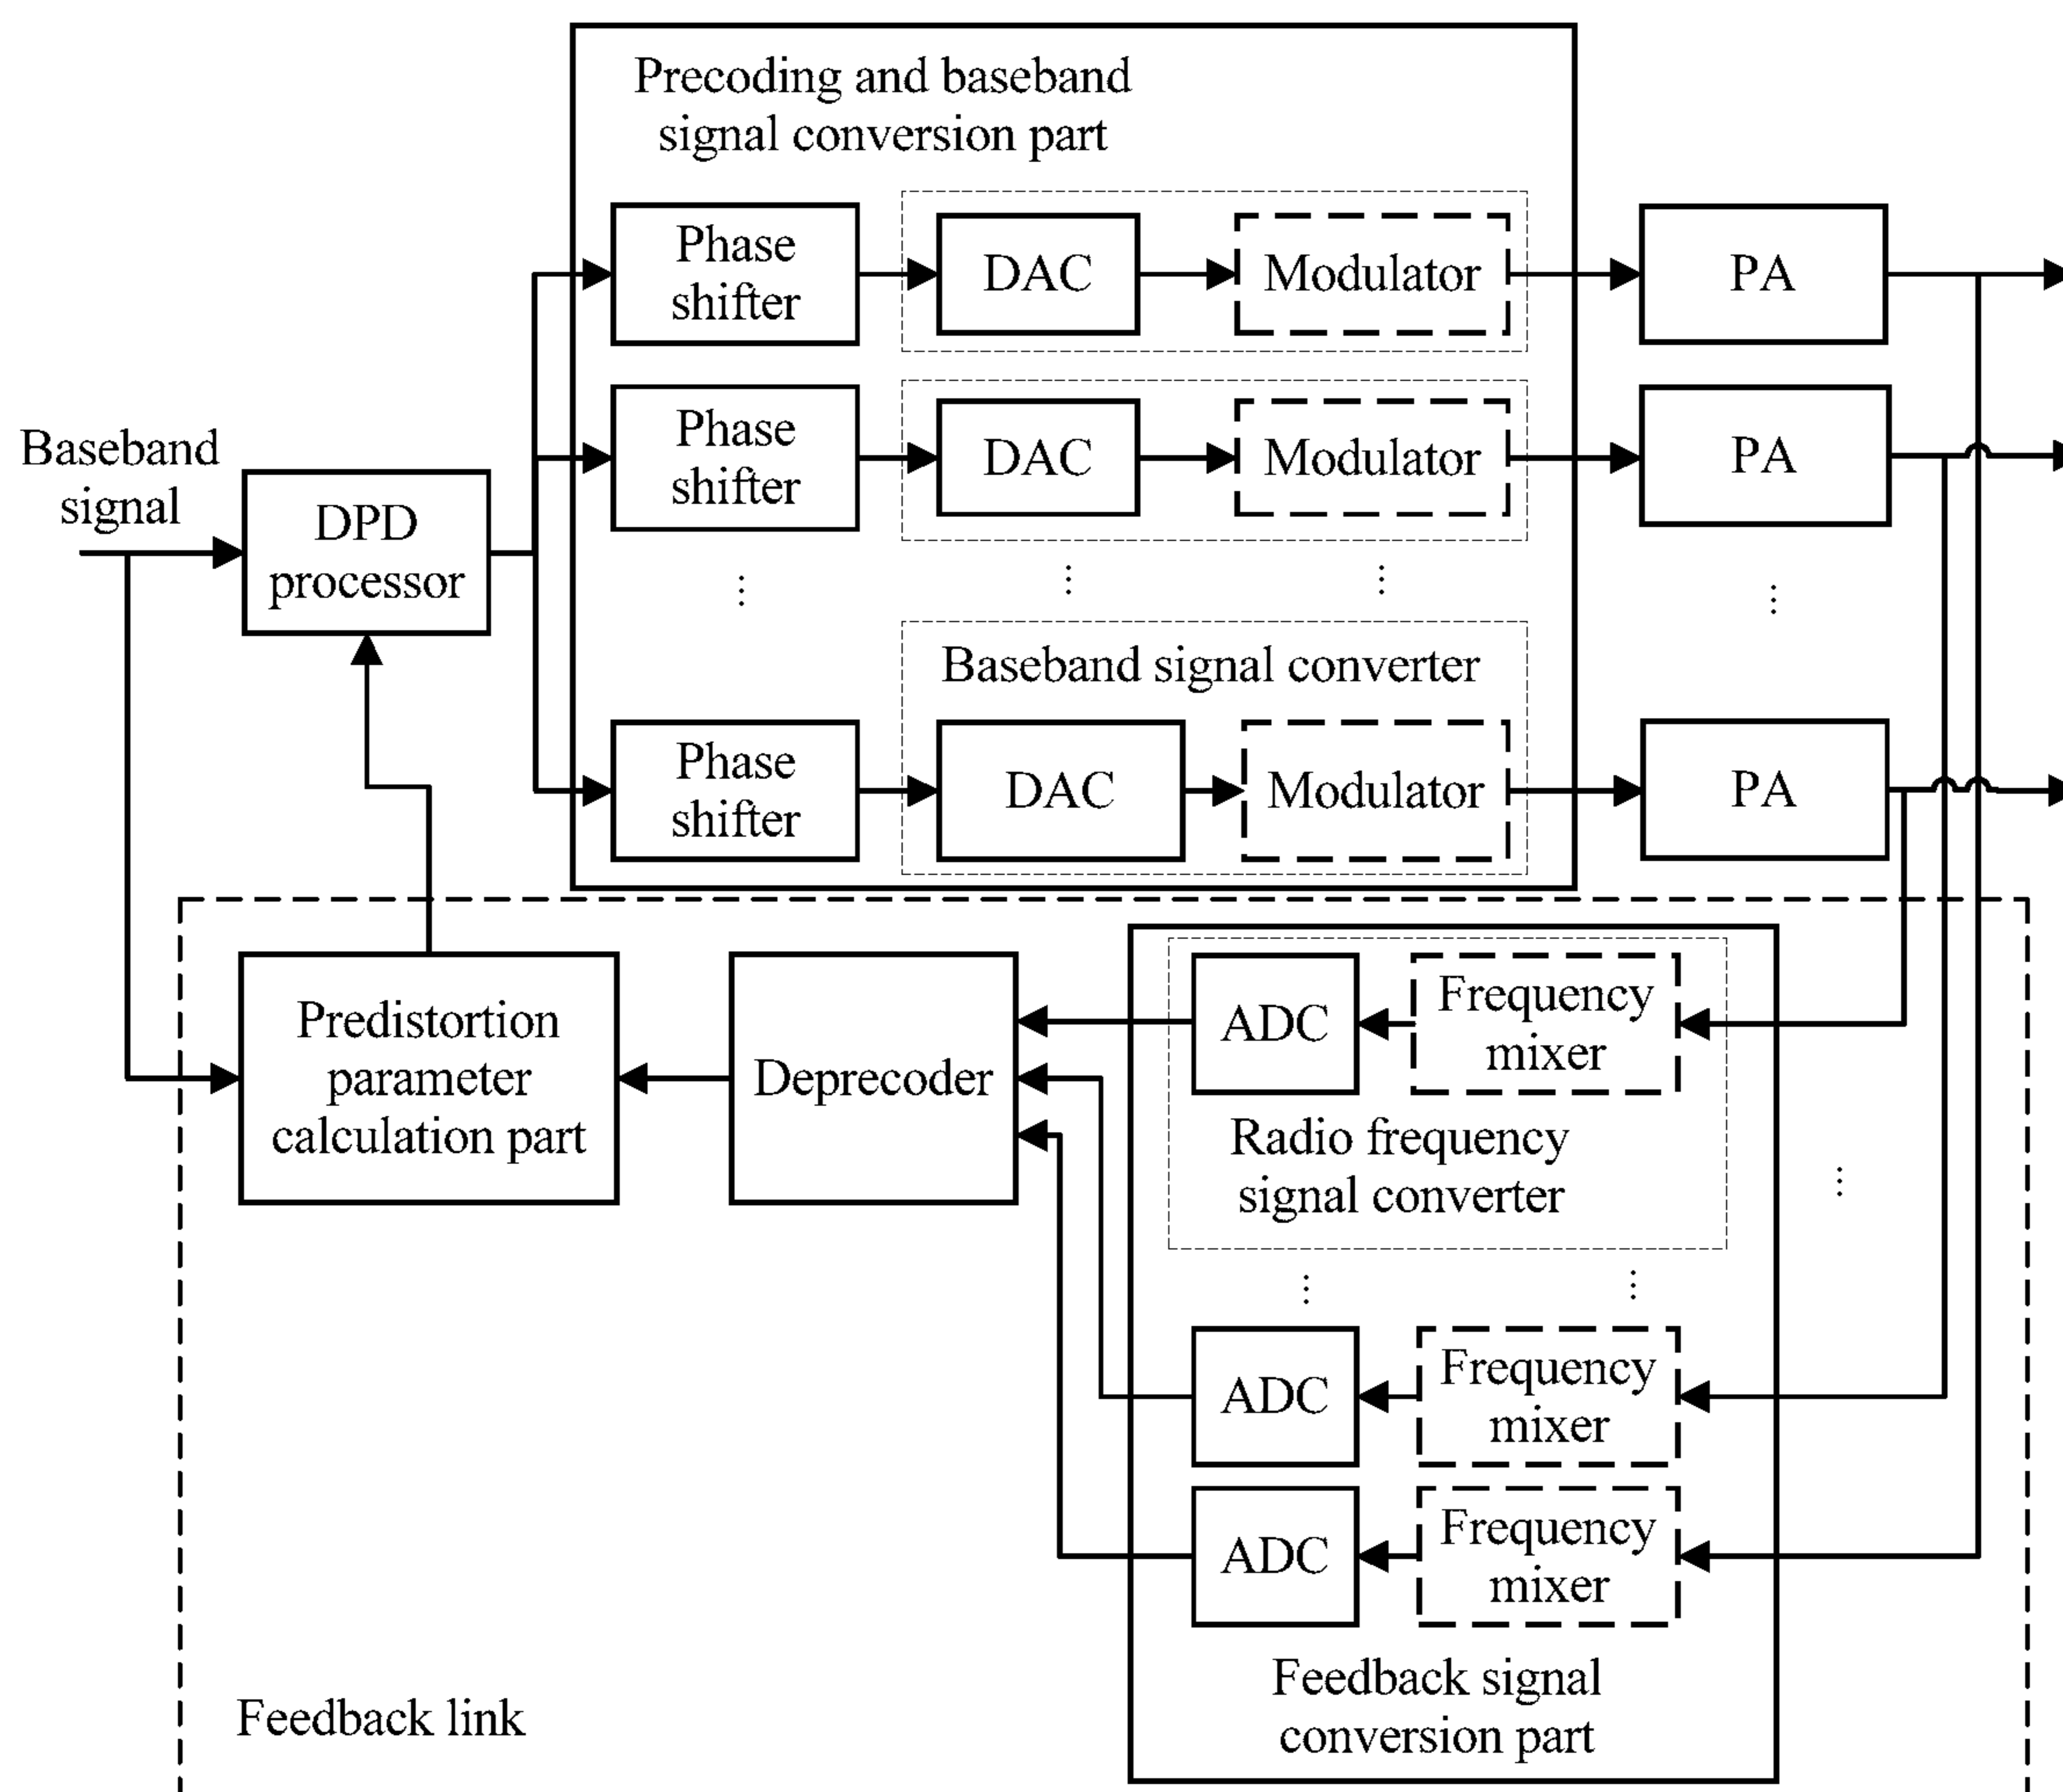 Precoding and baseband
signal conversion part
Phase
shifter
DAC
Modulator
PA
Phase
shifter
DAC
Modulator
PA
Baseband
signal
DPD
processor
Baseband signal converter
Phase
shifter
DAC
Modulator
PA
Predistortion
parameter
calculation part
Deprecoder
ADC
Frequency
mixer
Radio frequency
signal converter
ADC
Frequency
mixer
ADC
Frequency
mixer
Feedback signal
conversion part
Feedback link